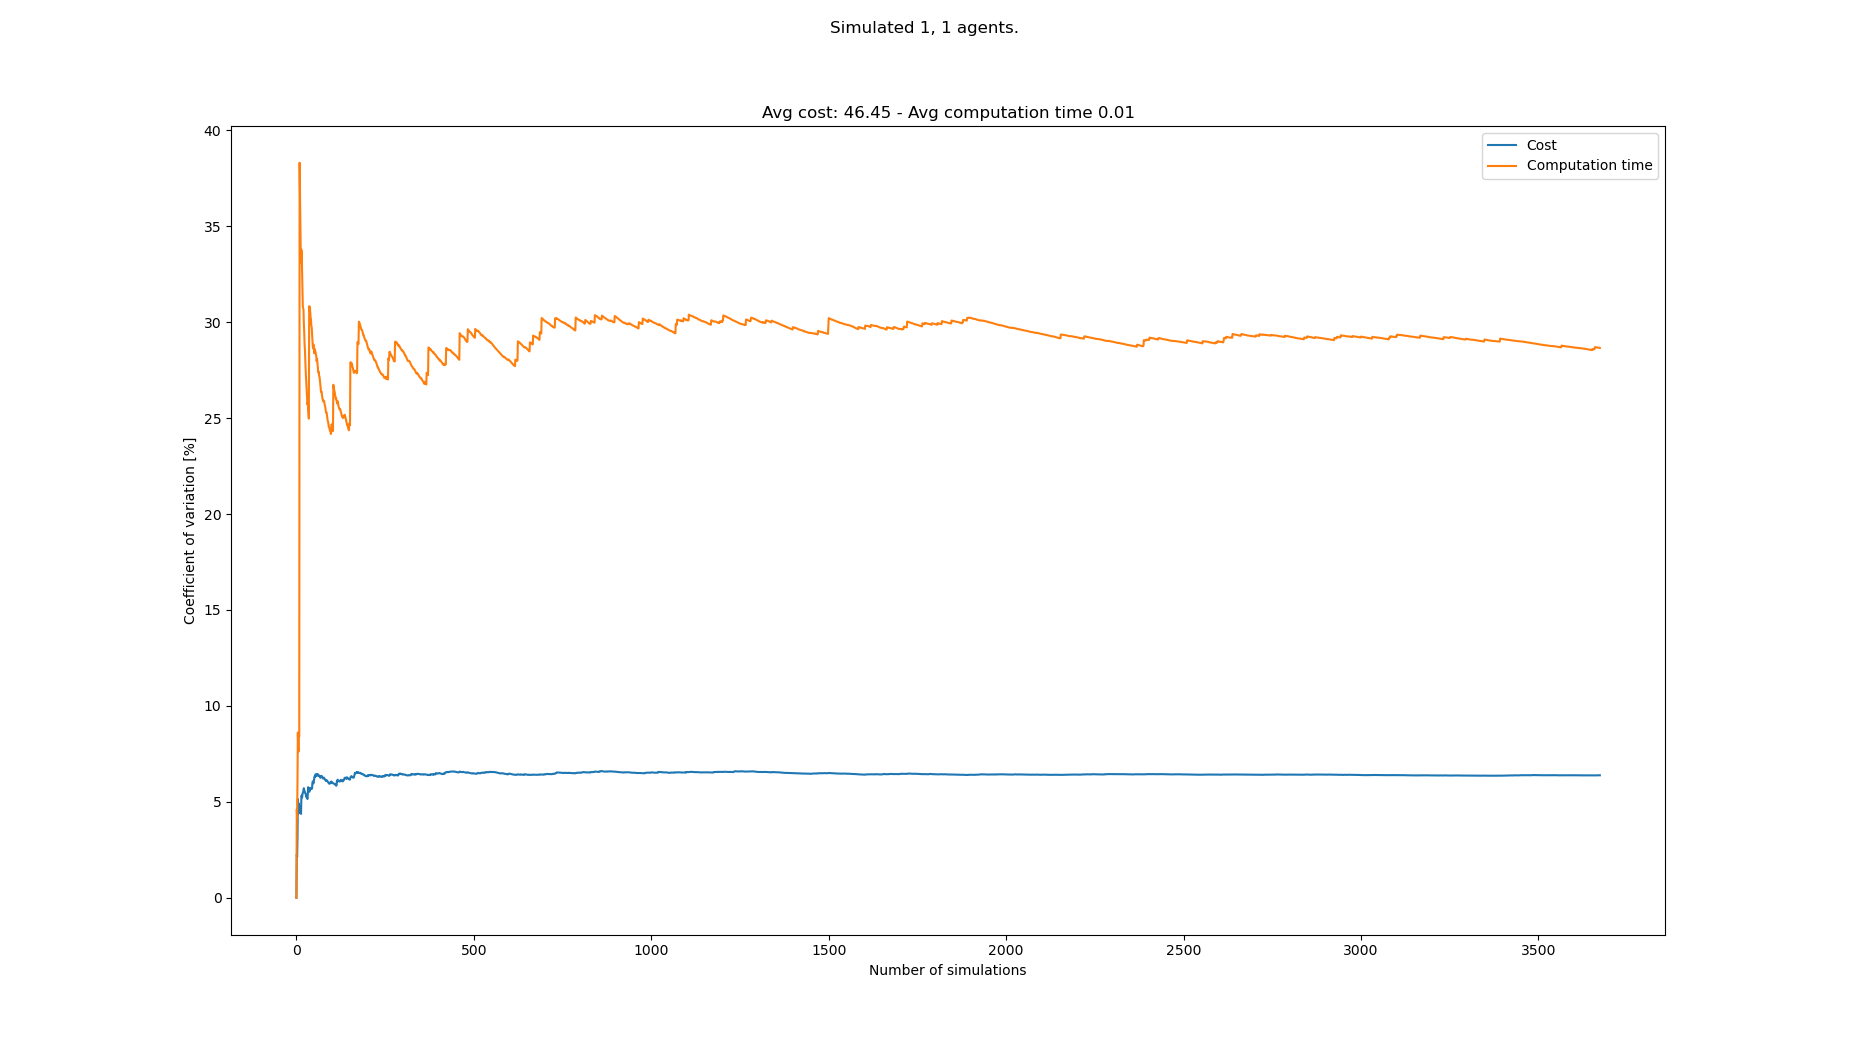 Simulated 1, 1 agents.
Avg cost: 46.45 - Avg computation time 0.01
Cost
Computation time
Coefficient of variation [%]
40
35
30
25
20
15
10
5
0
0 500 1000 1500 2000 2500 3000 3500
Number of simulations